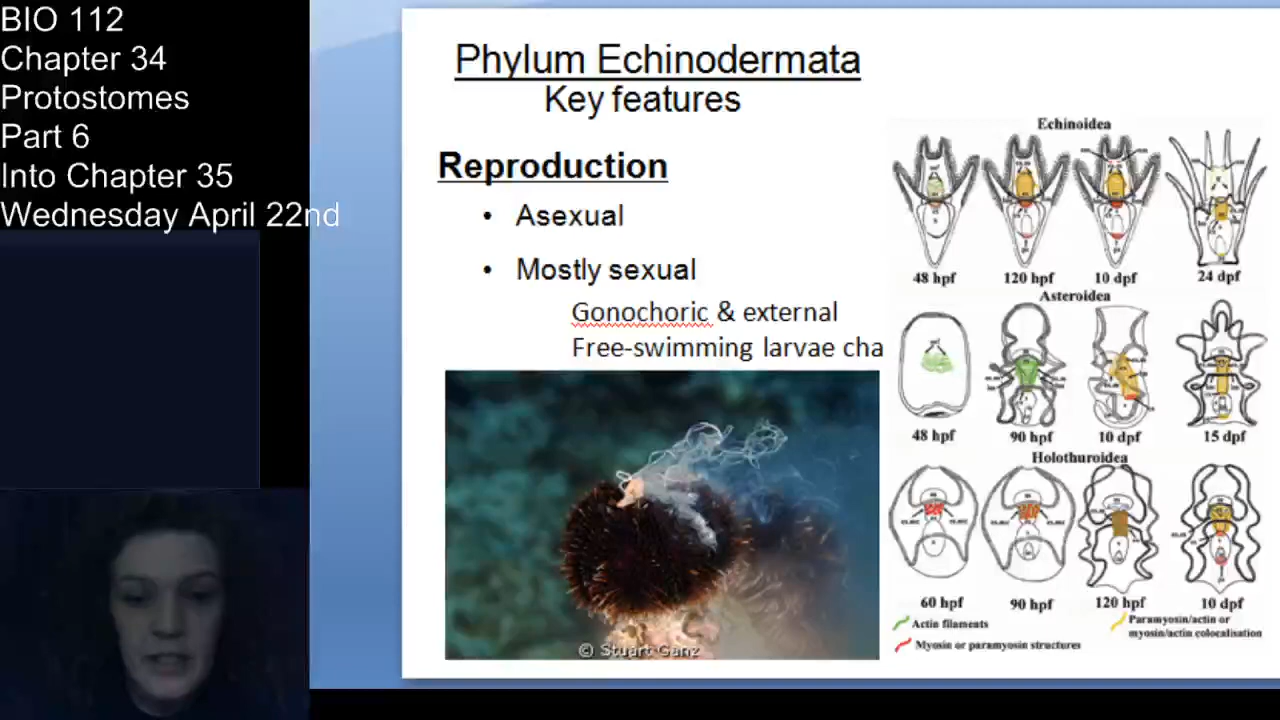 BIO 112
Chapter 34
Protostomes
Part 6
Into Chapter 35
Wednesday April 22nd
Phylum Echinodermata
Key features
Reproduction
• Asexual
• Mostly sexual
Gonochoric & external
Free-swimming larvae cha
© Stuart Ganz
Echinoidea
48 hpf 120 hpf 10 dpf 24 dpf
Asteroidea
48 hpf 90 hpf 10 dpf 15 dpf
Holothuroidea
60 hpf 90 hpf 120 hpf 10 dpf
Actin filaments
Myosin or paramyosin structures
Paramyosin/actin or
myosin/actin colocalisation